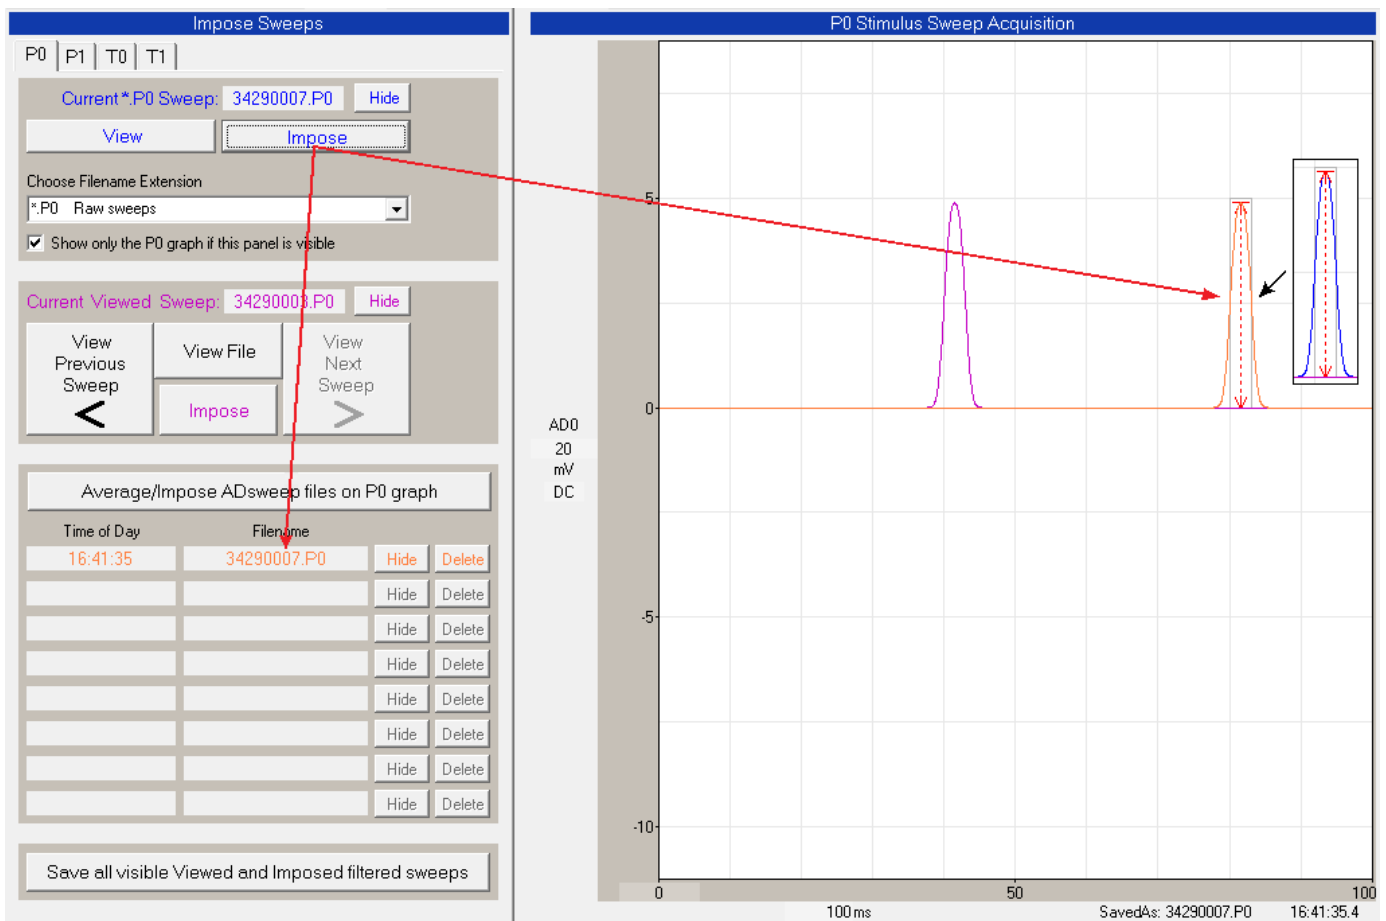 Impose Sweeps
P0 P1 T0 T1
Current *.P0 Sweep: 34290007.P0 Hide
View Impose
Choose Filename Extension
*.P0 Raw sweeps
Show only the P0 graph if this panel is visible
Current Viewed Sweep: 34290003.P0 Hide
View Previous Sweep <
View File
Impose
View Next Sweep >
Average/Impose ADsweep files on P0 graph
Time of Day Filename
16:41:35 34290007.P0 Hide Delete
Hide Delete
Hide Delete
Hide Delete
Hide Delete
Hide Delete
Hide Delete
Hide Delete
Save all visible Viewed and Imposed filtered sweeps
P0 Stimulus Sweep Acquisition
5
0
-5
-10
AD0
20
mV
DC
0 50 100
100 ms SavedAs: 34290007.P0 16:41:35.4